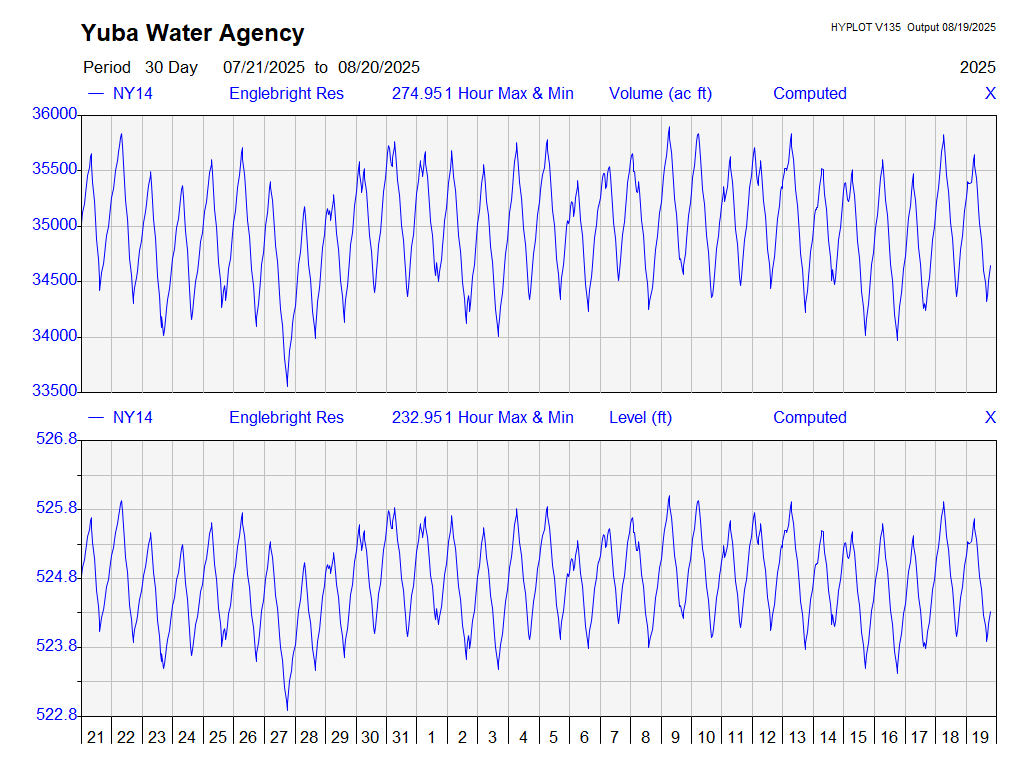 Yuba Water Agency
HYPLOT V135 Output 08/19/2025
Period 30 Day 07/21/2025 to 08/20/2025 2025
NY14 Englebright Res 274.951 Hour Max & Min Volume (ac ft) Computed X
36000
35500
35000
34500
34000
33500
NY14 Englebright Res 232.951 Hour Max & Min Level (ft) Computed X
526.8
525.8
524.8
523.8
522.8
21 22 23 24 25 26 27 28 29 30 31 1 2 3 4 5 6 7 8 9 10 11 12 13 14 15 16 17 18 19